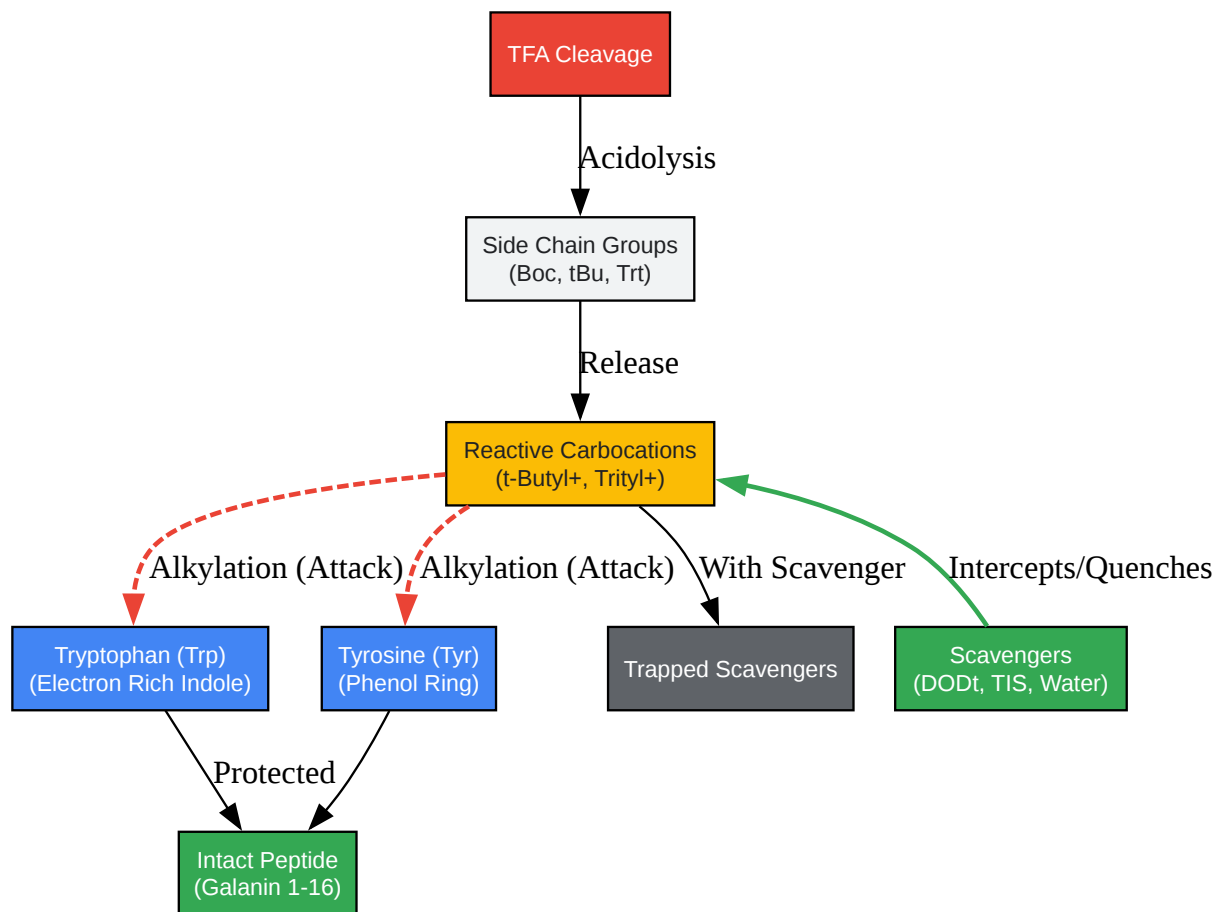 TFA Cleavage
Acidolysis
Side Chain Groups
(Boc, tBu, Trt)
Release
Reactive Carbocations
(t-Butyl+, Trityl+)
Alkylation (Attack)
Alkylation (Attack)
With Scavenger
Intercepts/Quenches
Tryptophan (Trp)
(Electron Rich Indole)
Tyrosine (Tyr)
(Phenol Ring)
Trapped Scavengers
Scavengers
(DODt, TIS, Water)
Protected
Intact Peptide
(Galanin 1-16)